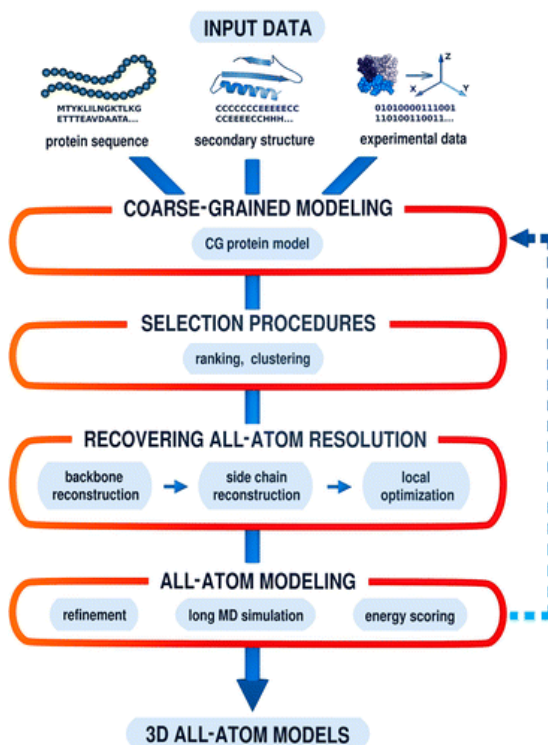 INPUT DATA
Z
X
Y
MTYKLILNGKTLKG
ETTTEAVDAATA...
CCCCCCCEEEEECC
CCEEEECCHHH...
01010000111001
110100110011...
protein sequence
secondary structure
experimental data
COARSE-GRAINED MODELING
CG protein model
SELECTION PROCEDURES
ranking, clustering
RECOVERING ALL-ATOM RESOLUTION
backbone
reconstruction
side chain
reconstruction
local
optimization
ALL-ATOM MODELING
refinement
long MD simulation
energy scoring
3D ALL-ATOM MODELS